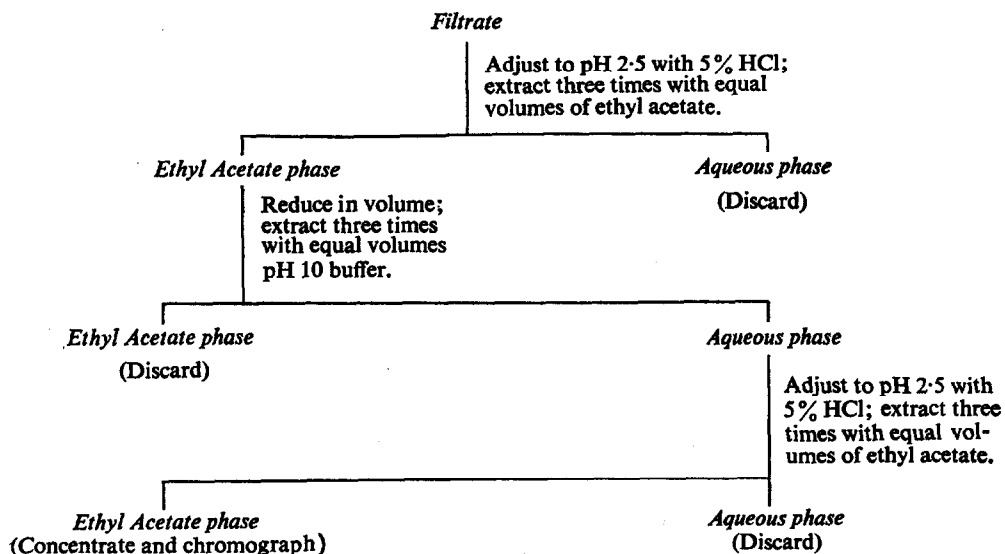 Filtrate
Adjust to pH 2·5 with 5% HCl;
extract three times with equal
volumes of ethyl acetate.
Ethyl Acetate phase
Aqueous phase
(Discard)
Reduce in volume;
extract three times
with equal volumes
pH 10 buffer.
Ethyl Acetate phase
(Discard)
Aqueous phase
Adjust to pH 2·5 with
5% HCl; extract three
times with equal vol-
umes of ethyl acetate.
Ethyl Acetate phase
(Concentrate and chromograph)
Aqueous phase
(Discard)